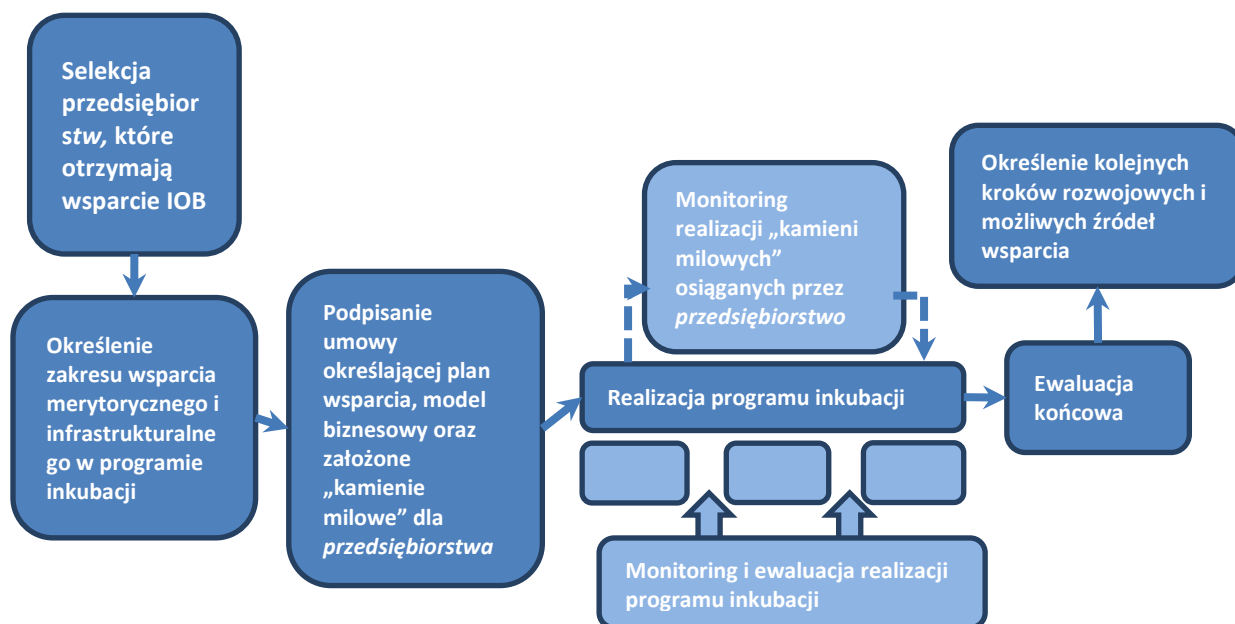 Selekcja
przedsiębior
stw, które
otrzymają
wsparcie IOB
Określenie
zakresu wsparcia
merytorycznego i
infrastrukturalne
go w programie
inkubacji
Podpisanie
umowy
określającej plan
wsparcia, model
biznesowy oraz
założone
„kamienie
milowe” dla
przedsiębiorstwa
Monitoring
realizacji „kamieni
milowych”
osiąganych przez
przedsiębiorstwo
Realizacja programu inkubacji
Monitoring i ewaluacja realizacji
programu inkubacji
Ewaluacja
końcowa
Określenie kolejnych
kroków rozwojowych i
możliwych źródeł
wsparcia